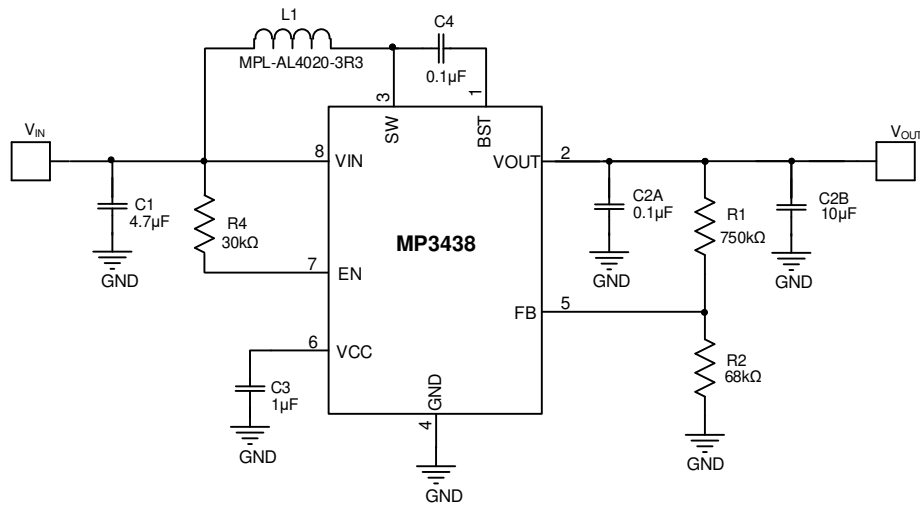 L1
MPL-AL4020-3R3
C4
0.1µF
3
1
SW
BST
VIN
VOUT
8
VIN
VOUT
2
C1
4.7µF
R4
30kΩ
C2A
0.1µF
R1
750kΩ
C2B
10µF
MP3438
GND
GND
GND
7
EN
FB
5
6
VCC
C3
1µF
R2
68kΩ
GND
4
GND
GND
GND